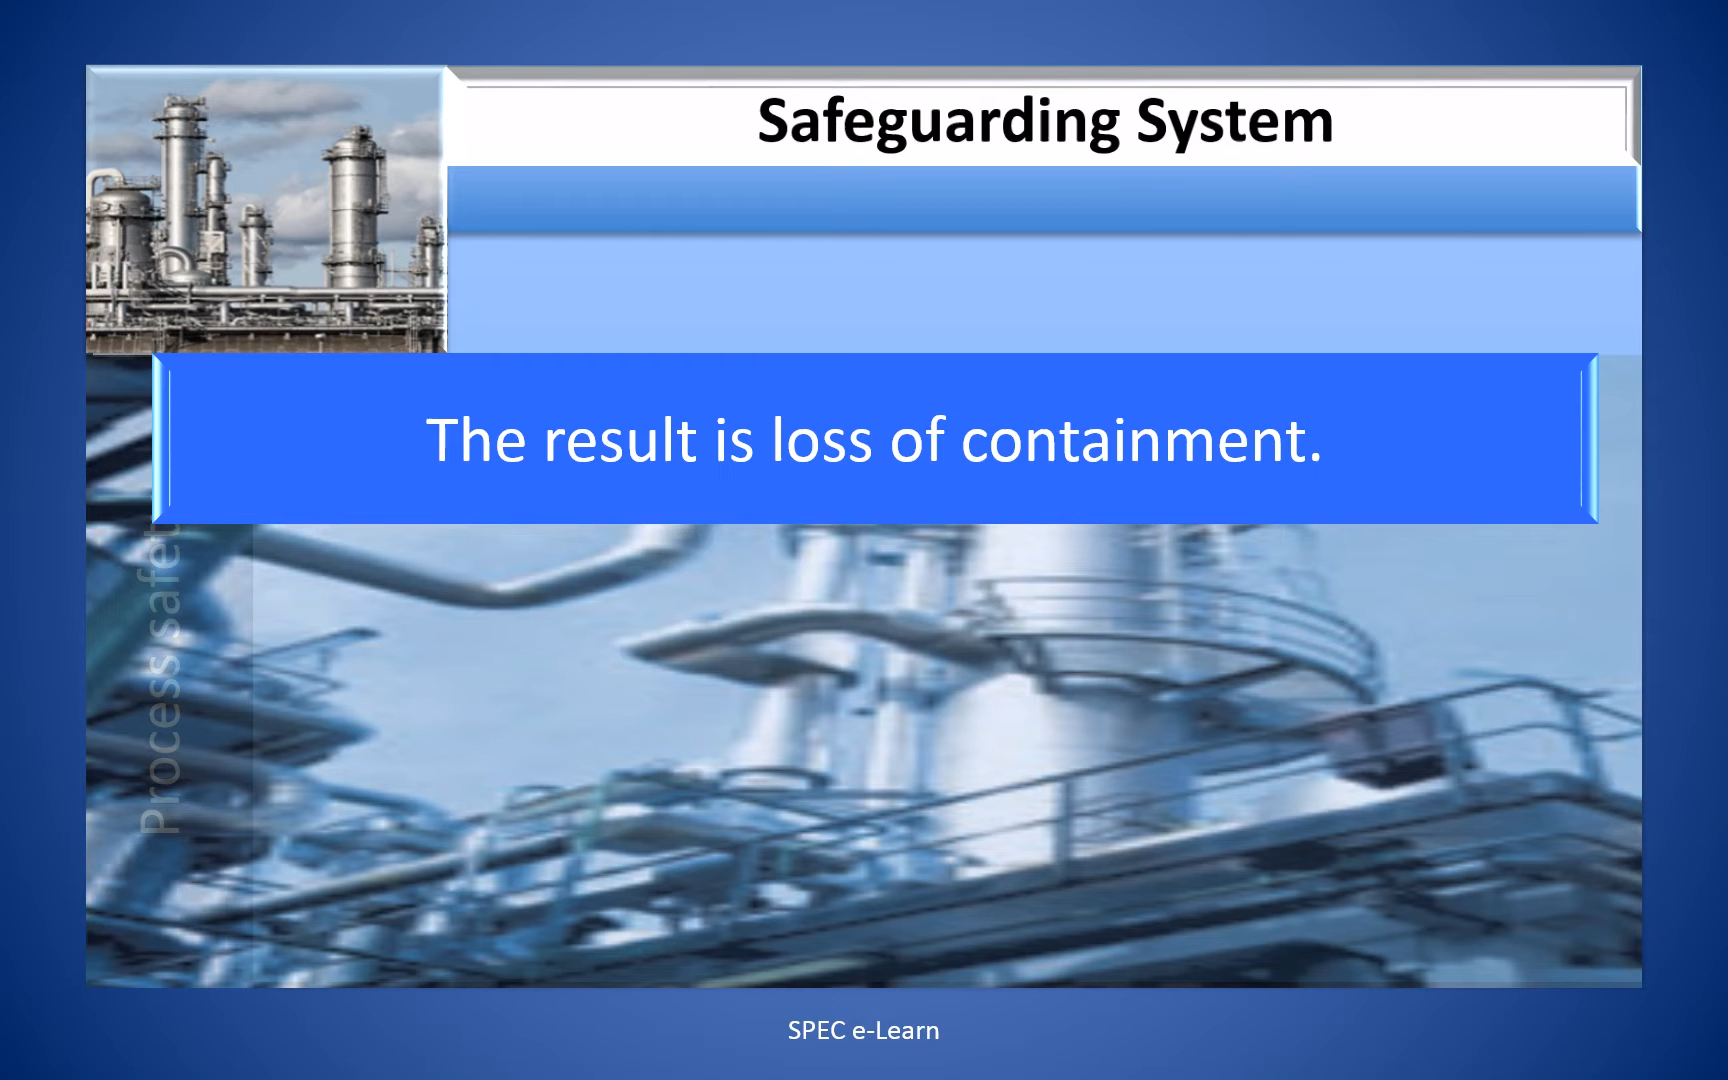 Safeguarding System
The result is loss of containment.
Process safet
SPEC e-Learn